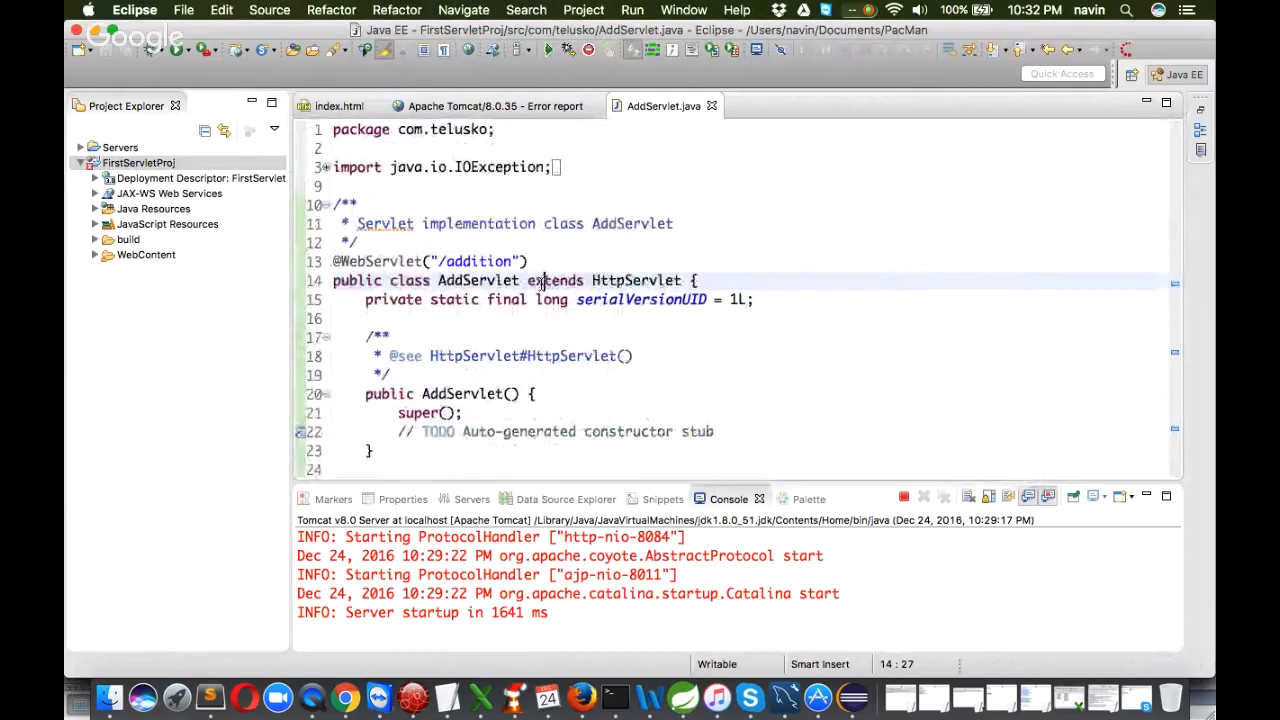 Eclipse File Edit Source Refactor Refactor Navigate Search Project Run Window Help 100% 10:32 PM navin
Google
Java EE - FirstServletProj/src/com/telusko/AddServlet.java - Eclipse - /Users/navin/Documents/PacMan
Quick Access Java EE
Project Explorer
index.html Apache Tomcat/8.0.35 - Error report AddServlet.java
Servers
FirstServletProj
Deployment Descriptor: FirstServlet
JAX-WS Web Services
Java Resources
JavaScript Resources
build
WebContent
1 package com.telusko;
2
3 import java.io.IOException;
9
10 /**
11 * Servlet implementation class AddServlet
12 */
13 @WebServlet("/addition")
14 public class AddServlet extends HttpServlet {
15 private static final long serialVersionUID = 1L;
16
17 /**
18 * @see HttpServlet#HttpServlet()
19 */
20 public AddServlet() {
21 super();
22 // TODO Auto-generated constructor stub
23 }
24
Markers Properties Servers Data Source Explorer Snippets Console Palette
Tomcat v8.0 Server at localhost [Apache Tomcat] /Library/Java/JavaVirtualMachines/jdk1.8.0_51.jdk/Contents/Home/bin/java (Dec 24, 2016, 10:29:17 PM)
INFO: Starting ProtocolHandler ["http-nio-8084"]
Dec 24, 2016 10:29:22 PM org.apache.coyote.AbstractProtocol start
INFO: Starting ProtocolHandler ["ajp-nio-8011"]
Dec 24, 2016 10:29:22 PM org.apache.catalina.startup.Catalina start
INFO: Server startup in 1641 ms
Writable Smart Insert 14 : 27
24